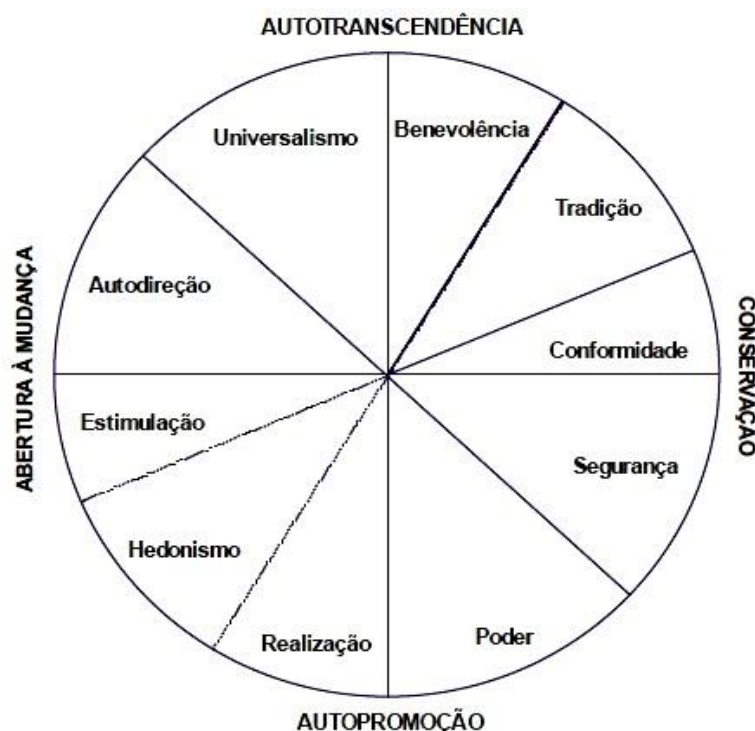 AUTOTRANSCENDÊNCIA
Universalismo
Benevolência
Tradição
Autodireção
ABERTURA À MUDANÇA
CONSERVAÇÃO
Conformidade
Estimulação
Segurança
Hedonismo
Realização
Poder
AUTOPROMOÇÃO